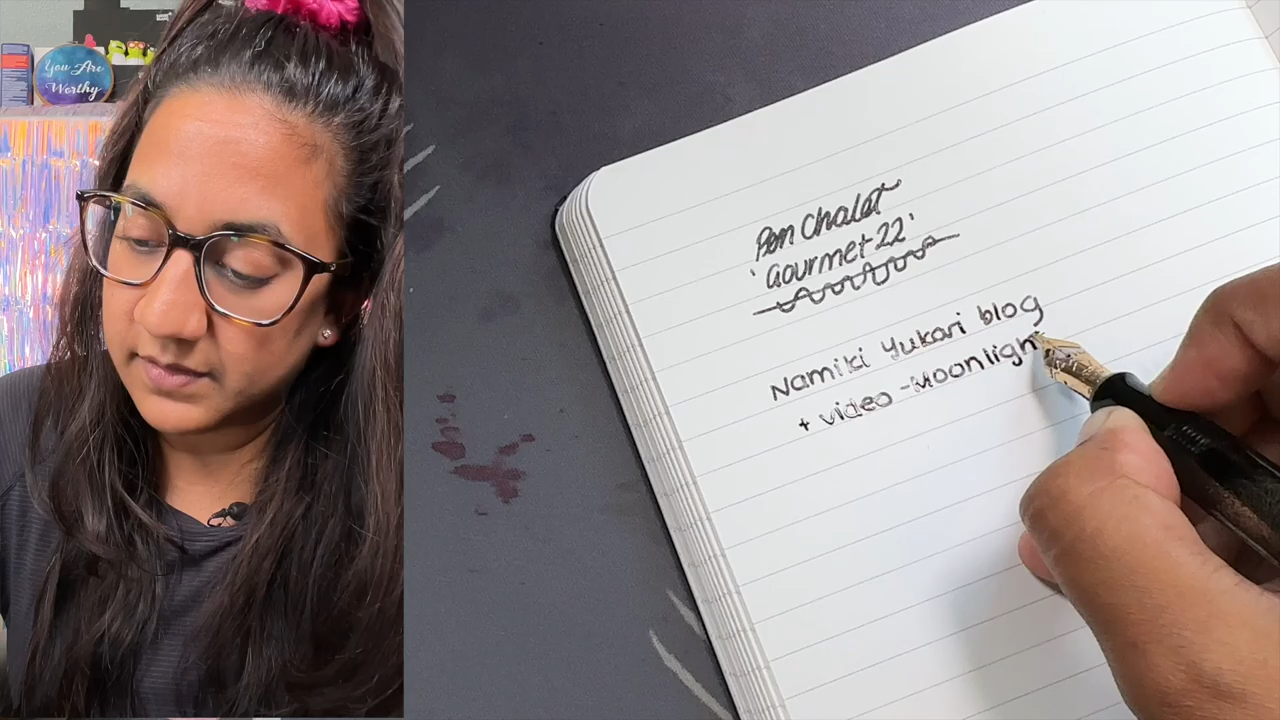 You Are
Worthy
Pen Chalet
'Gourmet 22'
Namiki Yukari blog
+ video - Moonligh